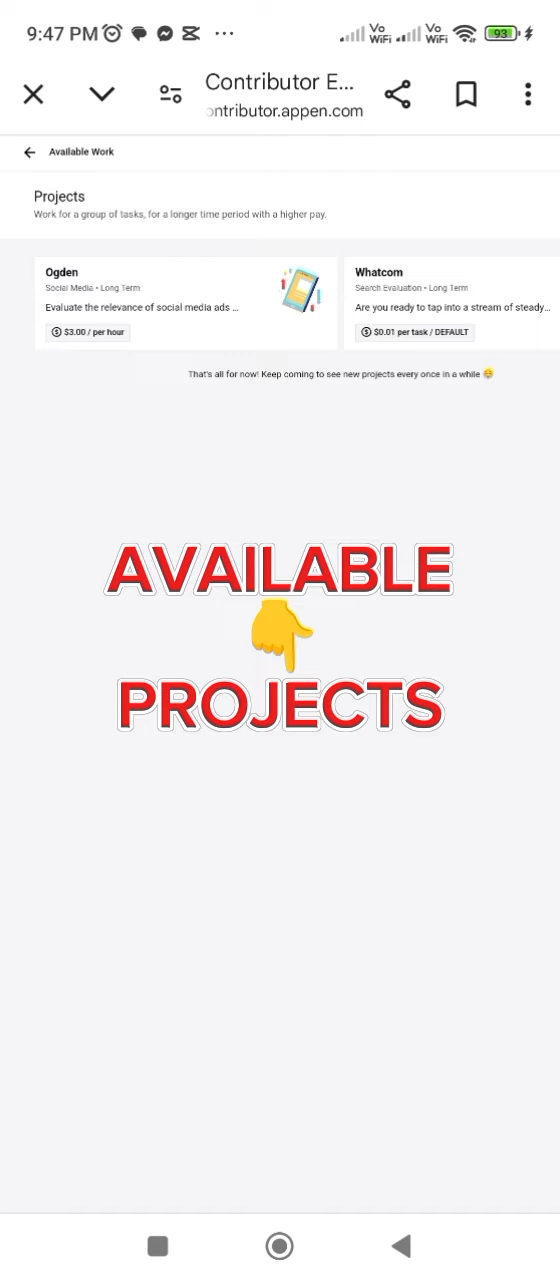 9:47 PM
Vo WiFi Vo WiFi 93
Contributor E...
ontributor.appen.com
Available Work
Projects
Work for a group of tasks, for a longer time period with a higher pay.
Ogden
Social Media • Long Term
Evaluate the relevance of social media ads ...
$3.00 / per hour
Whatcom
Search Evaluation • Long Term
Are you ready to tap into a stream of steady...
$0.01 per task / DEFAULT
That's all for now! Keep coming to see new projects every once in a while 😊
AVAILABLE
👇
PROJECTS